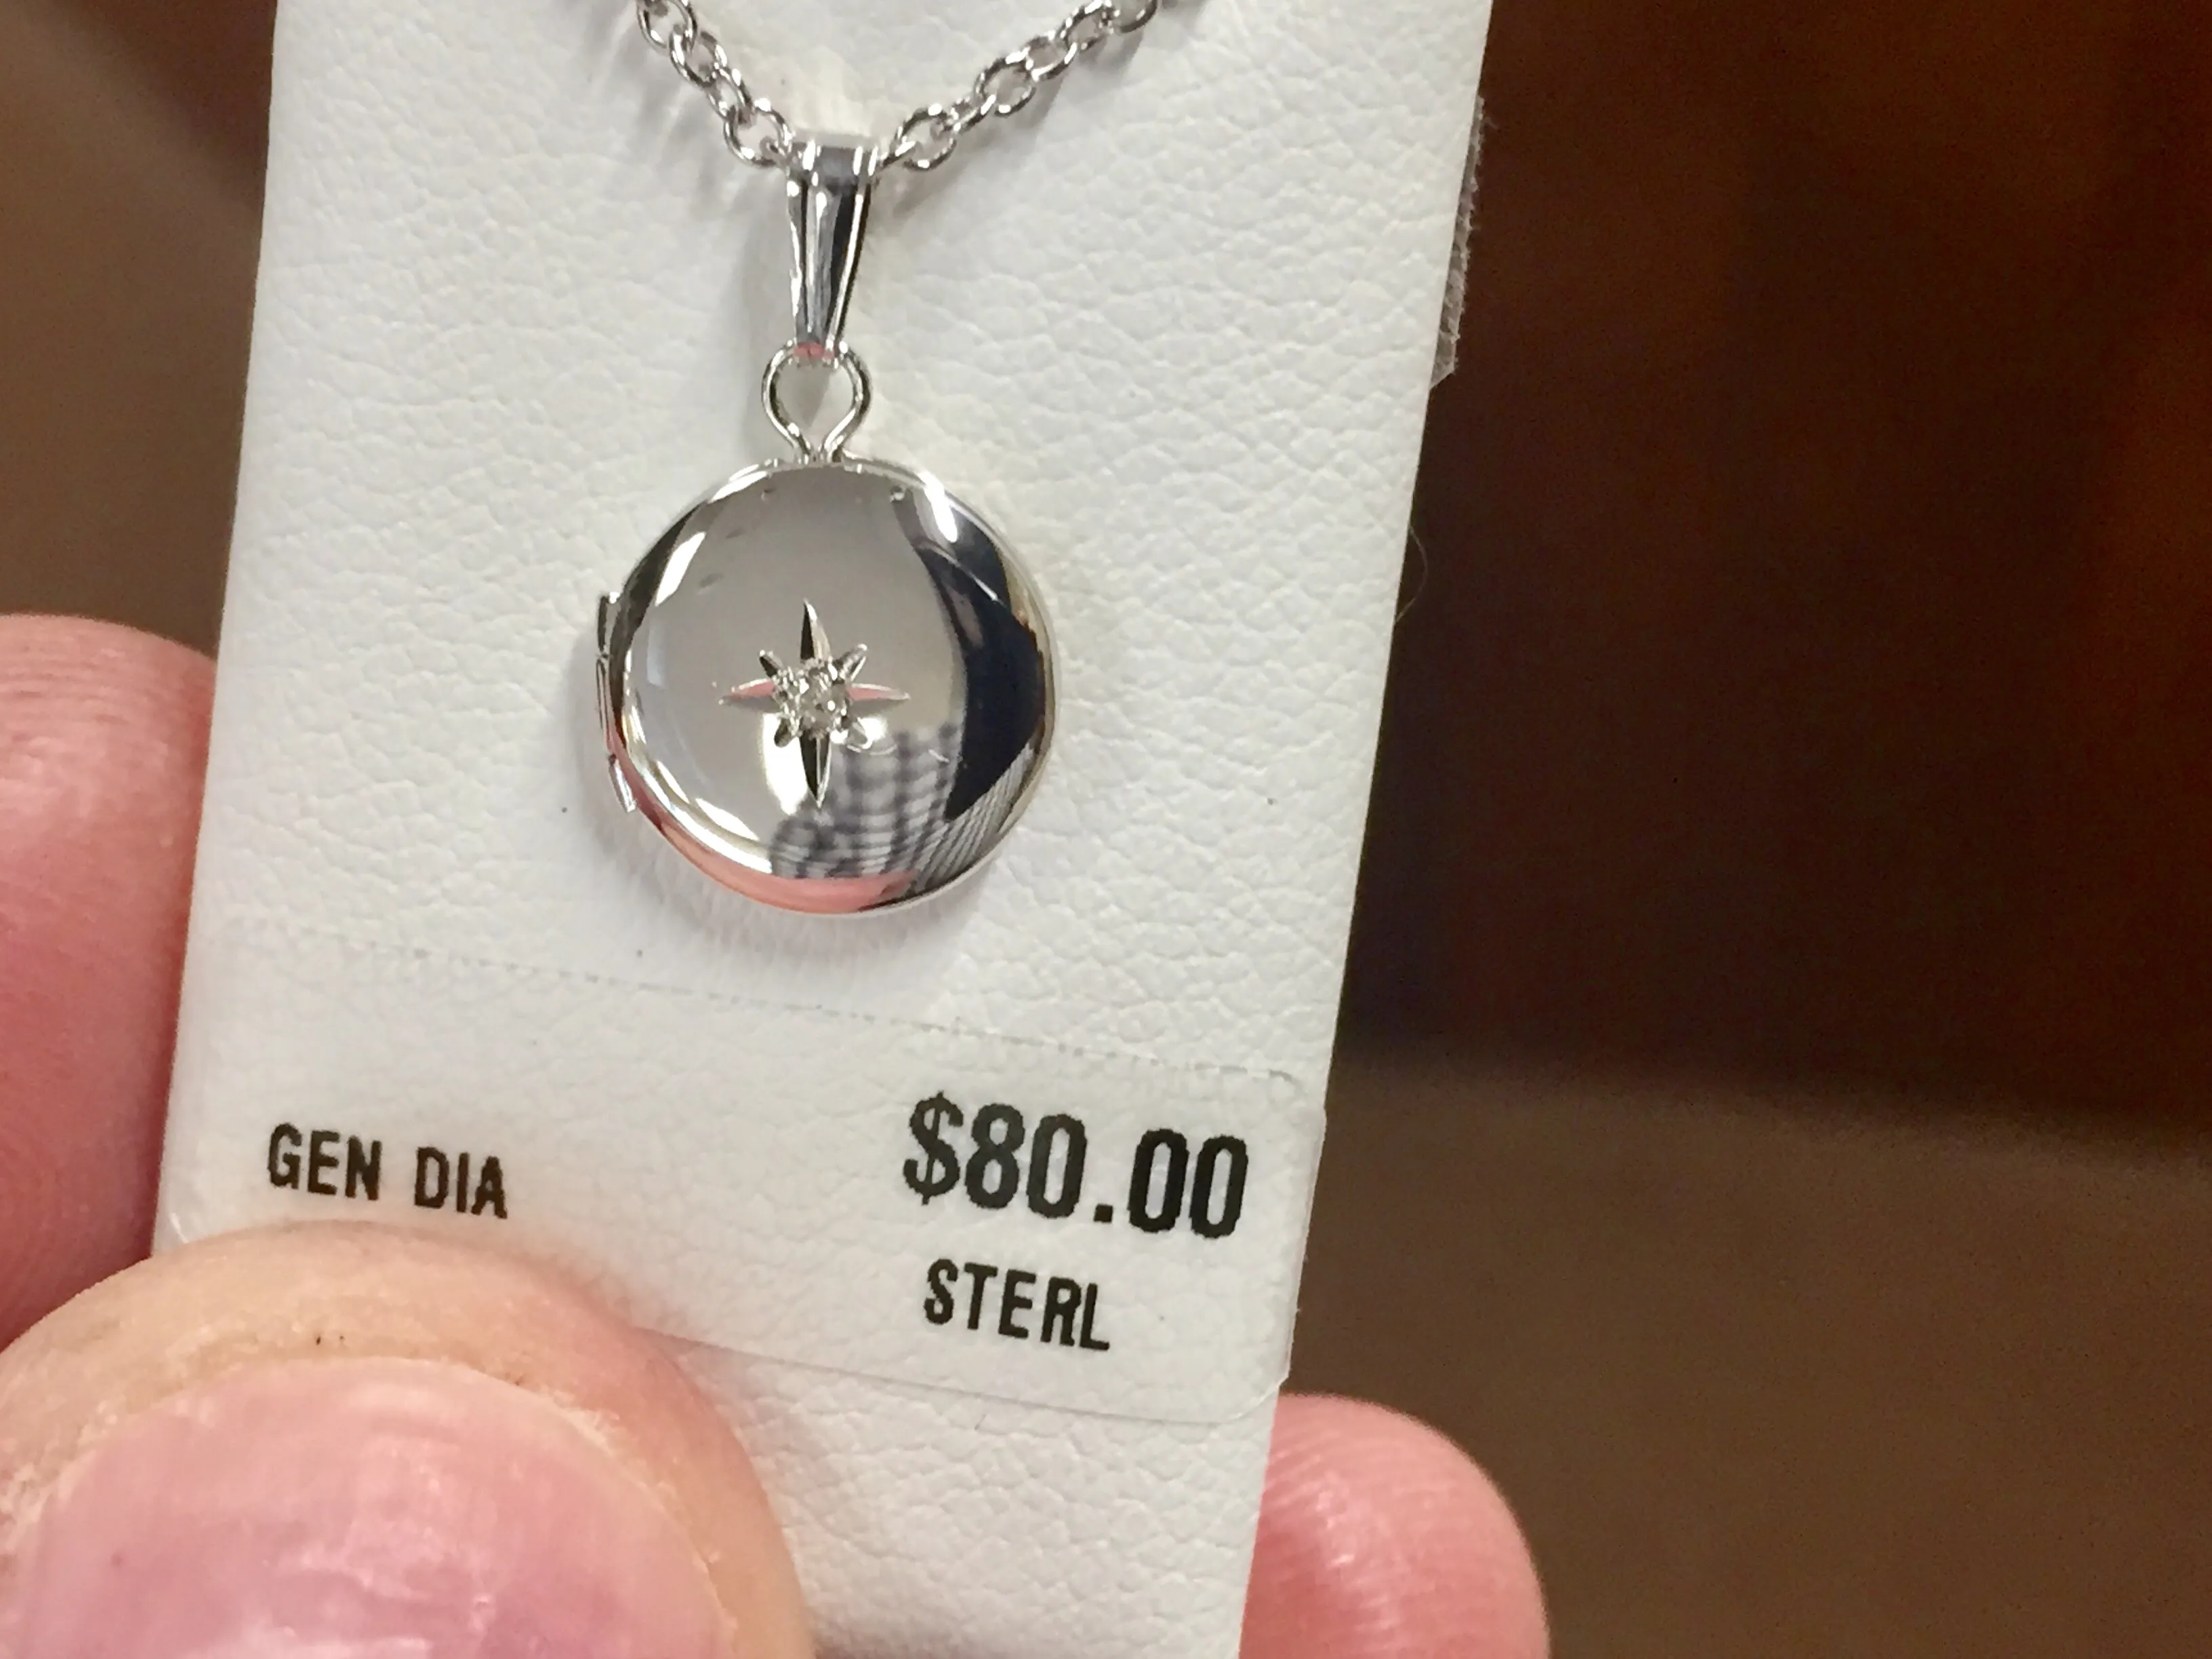 GEN DIA
$80.00
STERL